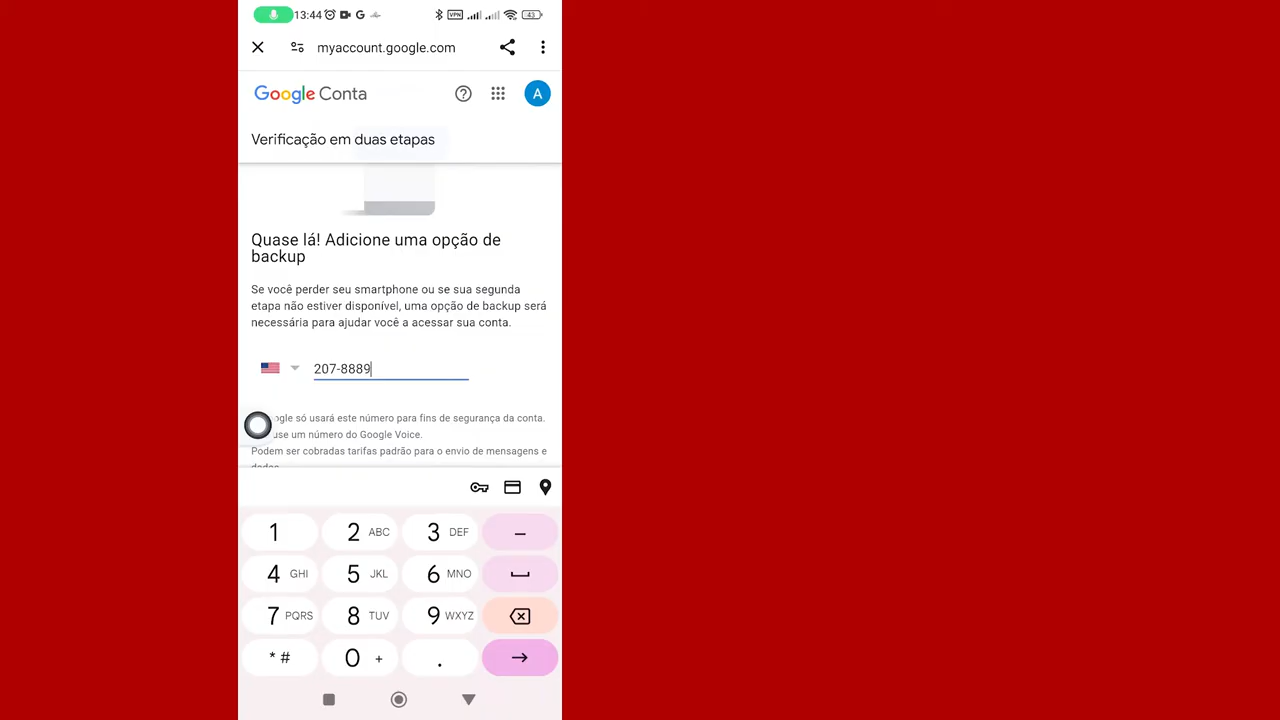 13:44 G VPN 43
myaccount.google.com
Google Conta A
Verificação em duas etapas
Quase lá! Adicione uma opção de
backup
Se você perder seu smartphone ou se sua segunda
etapa não estiver disponível, uma opção de backup será
necessária para ajudar você a acessar sua conta.
207-8889
só usará este número para fins de segurança da conta.
use um número do Google Voice.
Podem ser cobradas tarifas padrão para o envio de mensagens e
1 2 ABC 3 DEF –
4 GHI 5 JKL 6 MNO
7 PQRS 8 TUV 9 WXYZ
* # 0 + .